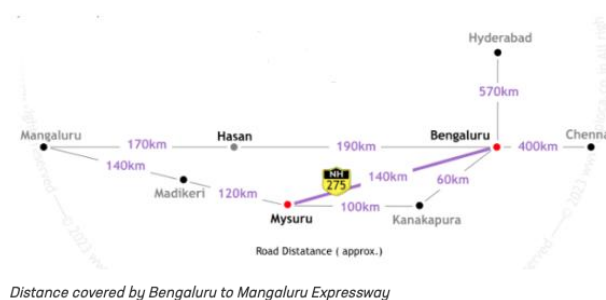 Hyderabad
570km
Mangaluru 170km Hasan 190km Bengaluru 400km Chenna
140km NH 275 140km 60km
Madikeri 120km
Mysuru 100km Kanakapura
Road Distatance ( approx.)
Distance covered by Bengaluru to Mangaluru Expressway